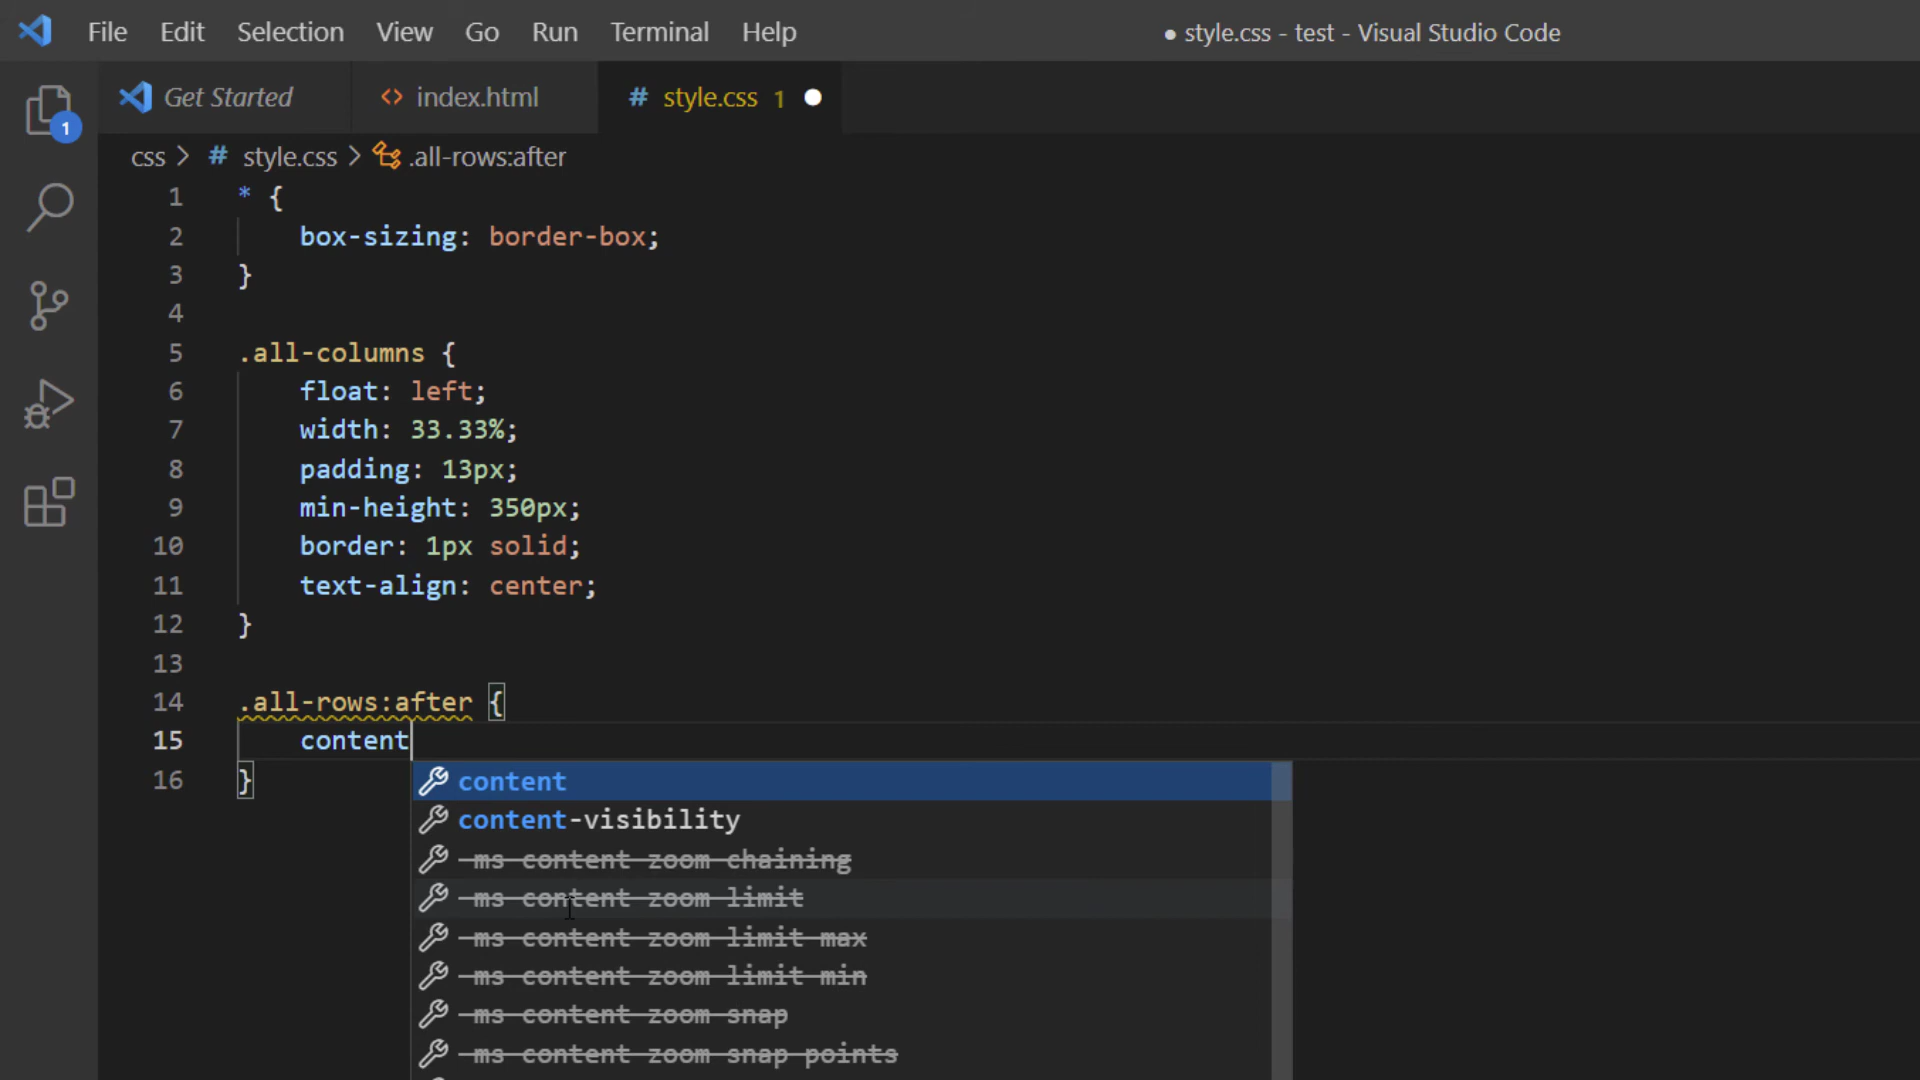 File Edit Selection View Go Run Terminal Help ● style.css - test - Visual Studio Code
Get Started <> index.html # style.css 1 ●
1
css > # style.css > .all-rows:after
1 * {
2 box-sizing: border-box;
3 }
4
5 .all-columns {
6 float: left;
7 width: 33.33%;
8 padding: 13px;
9 min-height: 350px;
10 border: 1px solid;
11 text-align: center;
12 }
13
14 .all-rows:after {
15 content
16 }
content
content-visibility
-ms-content-zoom-chaining
-ms-content-zoom-limit
-ms-content-zoom-limit-max
-ms-content-zoom-limit-min
-ms-content-zoom-snap
-ms-content-zoom-snap-points